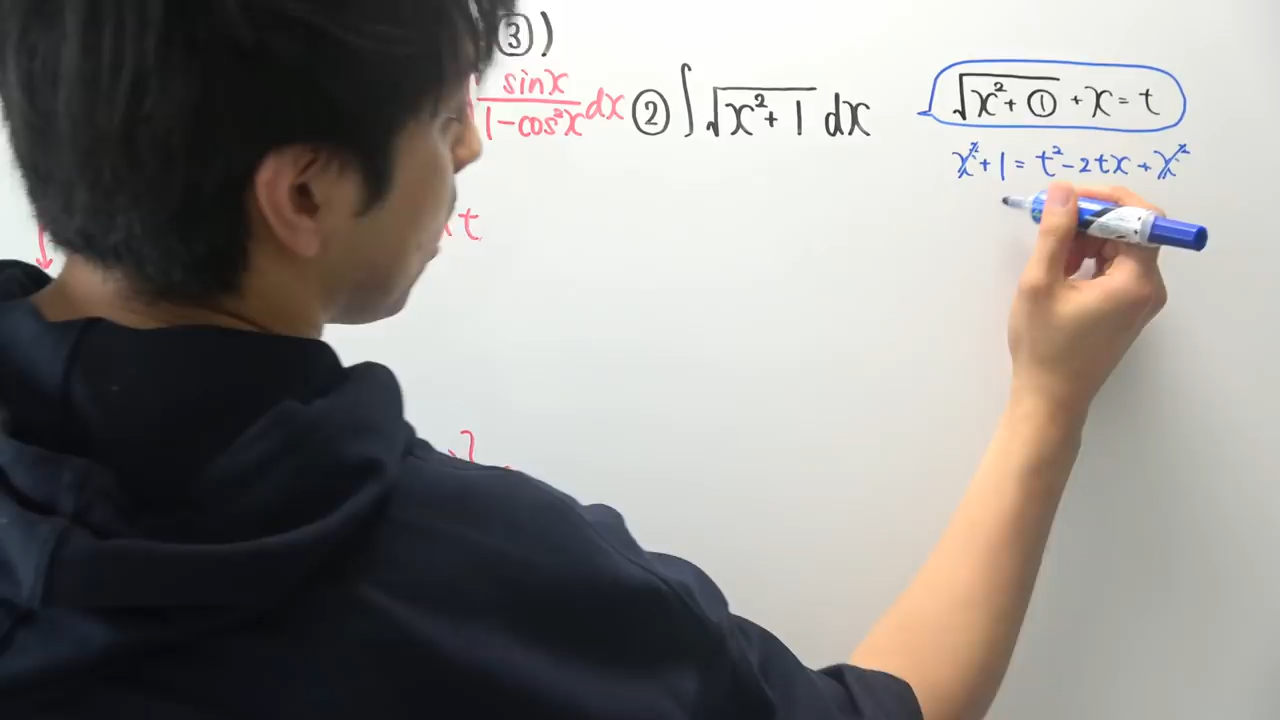 ③)
sinx/1-cos²x dx
② ∫√x²+1 dx
√x²+① +x=t
x²+1=t²-2tx+x²
t